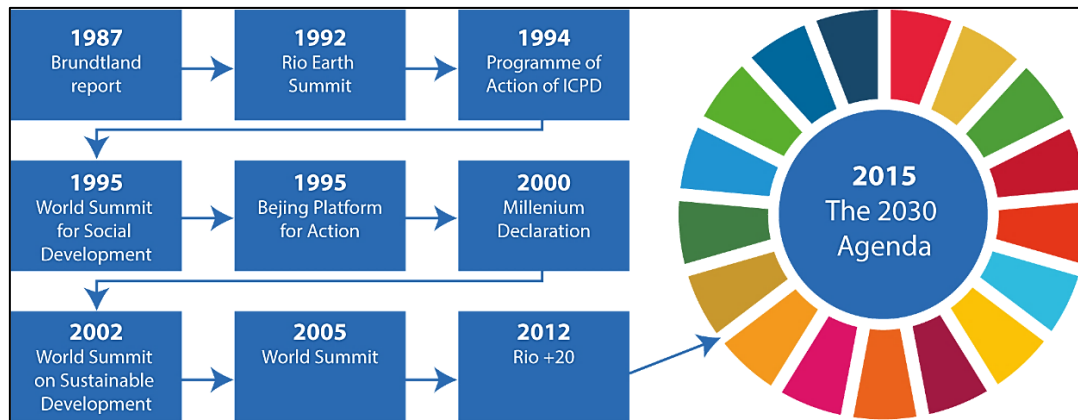 1987
Brundtland
report
1992
Rio Earth
Summit
1994
Programme of
Action of ICPD
1995
World Summit
for Social
Development
1995
Bejing Platform
for Action
2000
Millenium
Declaration
2002
World Summit
on Sustainable
Development
2005
World Summit
2012
Rio +20
2015
The 2030
Agenda